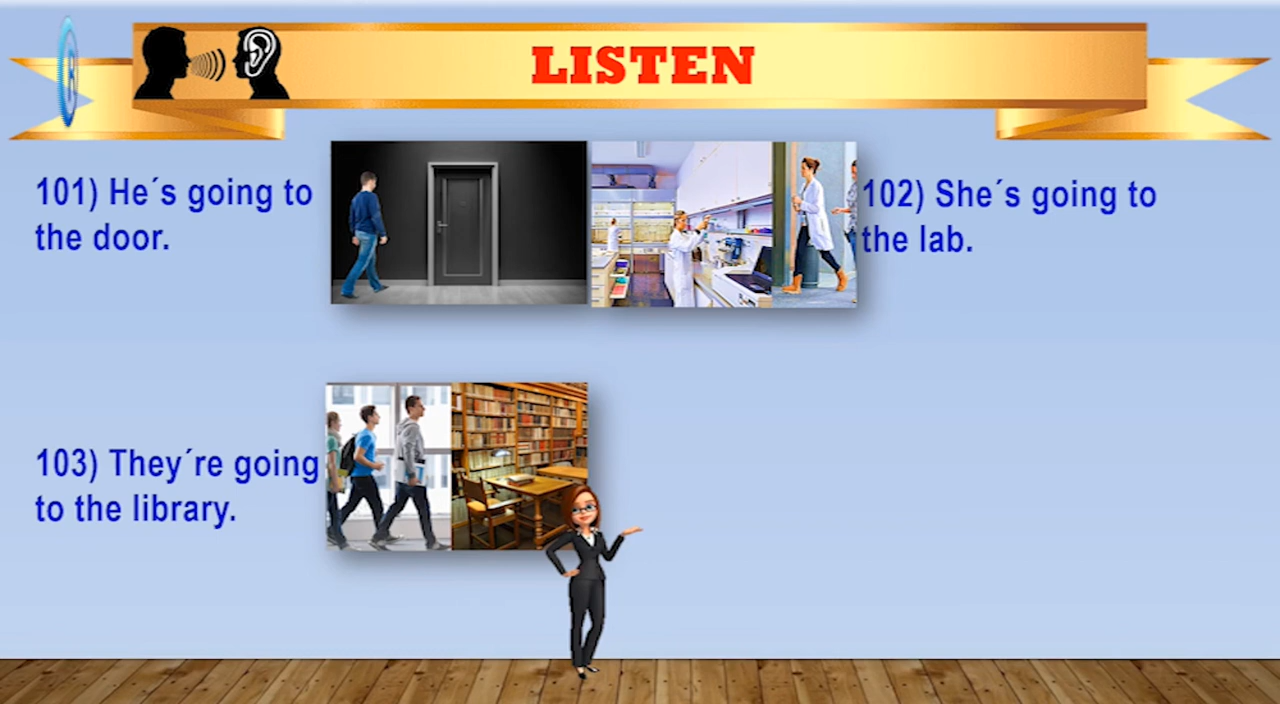 LISTEN
101) He´s going to
the door.
102) She´s going to
the lab.
103) They´re going
to the library.